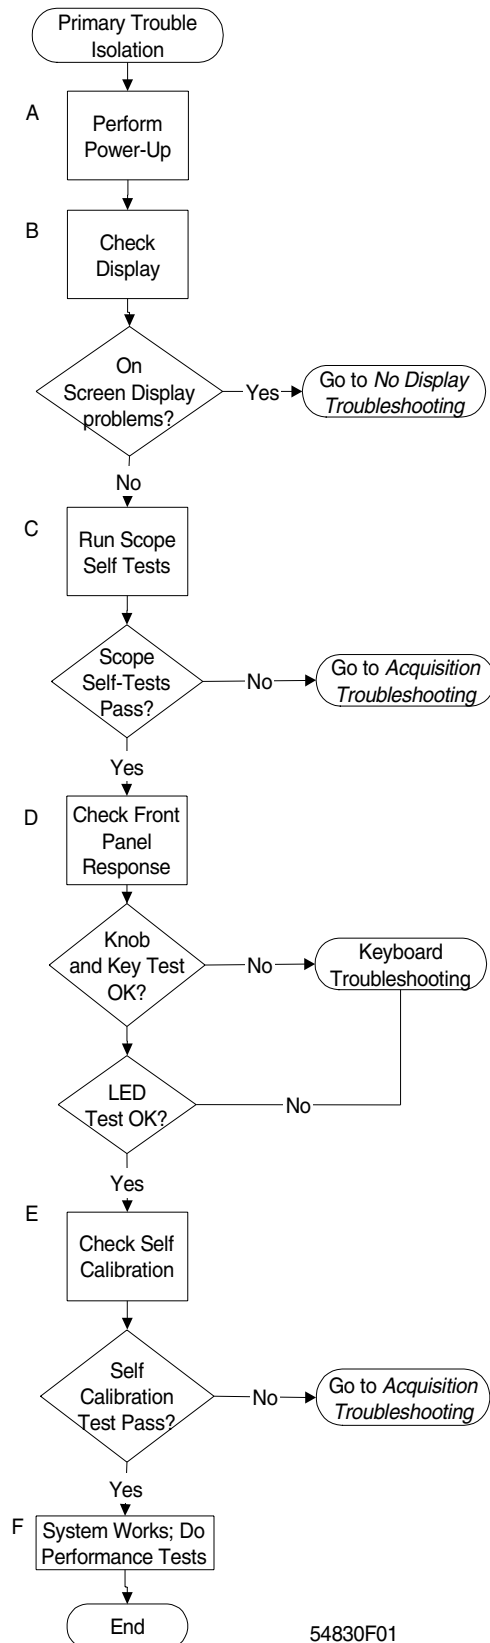 Primary Trouble
Isolation
A
Perform
Power-Up
B
Check
Display
On
Screen Display
problems?
Yes
Go to No Display
Troubleshooting
No
C
Run Scope
Self Tests
Scope
Self-Tests
Pass?
No
Go to Acquisition
Troubleshooting
Yes
D
Check Front
Panel
Response
Knob
and Key Test
OK?
No
Keyboard
Troubleshooting
LED
Test OK?
No
Yes
E
Check Self
Calibration
Self
Calibration
Test Pass?
No
Go to Acquisition
Troubleshooting
Yes
F
System Works; Do
Performance Tests
End
54830F01